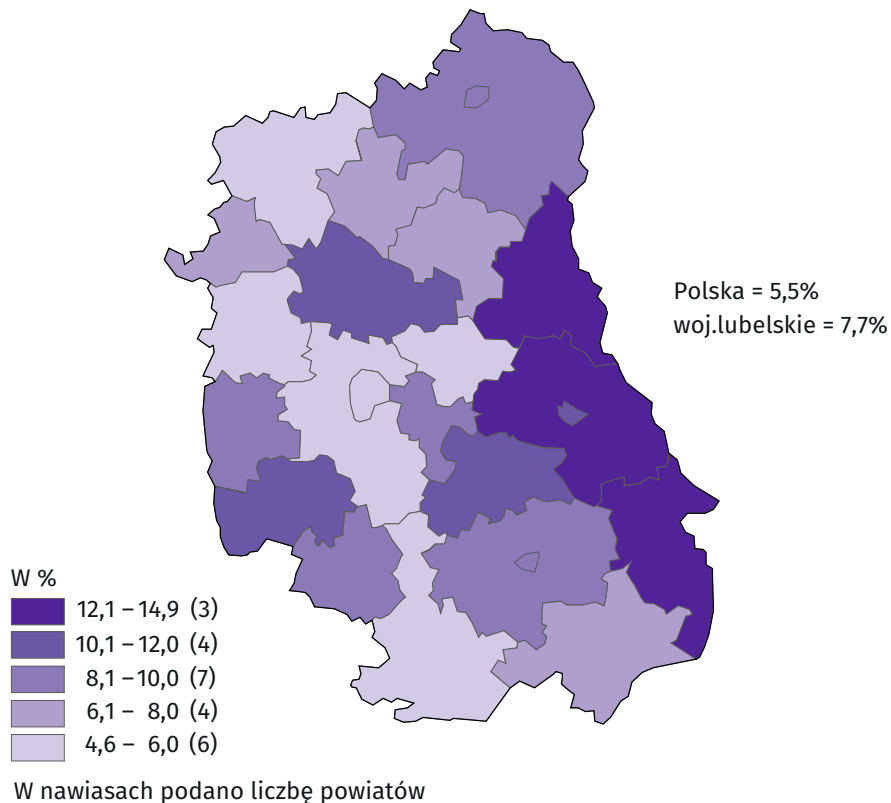 Polska = 5,5%
woj.lubelskie = 7,7%
W %
12,1 – 14,9 (3)
10,1 – 12,0 (4)
8,1 – 10,0 (7)
6,1 – 8,0 (4)
4,6 – 6,0 (6)
W nawiasach podano liczbę powiatów